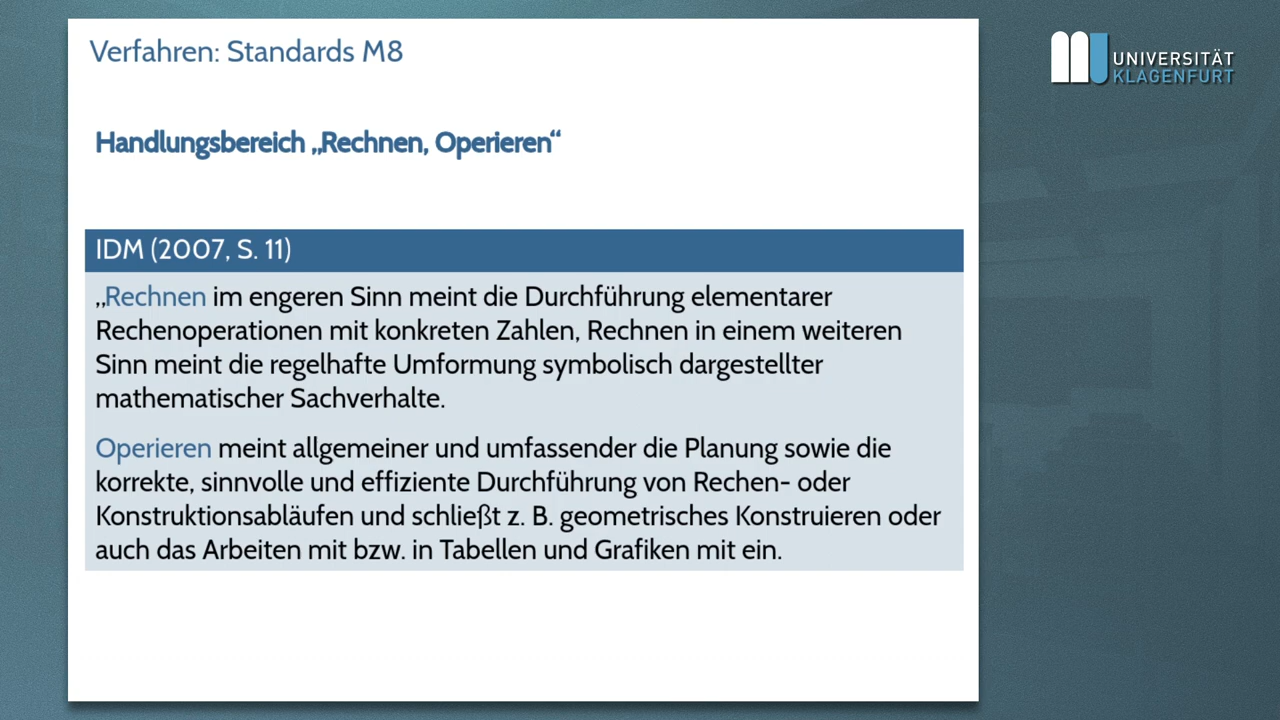 Verfahren: Standards M8
UNIVERSITÄT
KLAGENFURT
Handlungsbereich „Rechnen, Operieren“
IDM (2007, S. 11)
„Rechnen im engeren Sinn meint die Durchführung elementarer
Rechenoperationen mit konkreten Zahlen, Rechnen in einem weiteren
Sinn meint die regelhafte Umformung symbolisch dargestellter
mathematischer Sachverhalte.
Operieren meint allgemeiner und umfassender die Planung sowie die
korrekte, sinnvolle und effiziente Durchführung von Rechen- oder
Konstruktionsabläufen und schließt z. B. geometrisches Konstruieren oder
auch das Arbeiten mit bzw. in Tabellen und Grafiken mit ein.